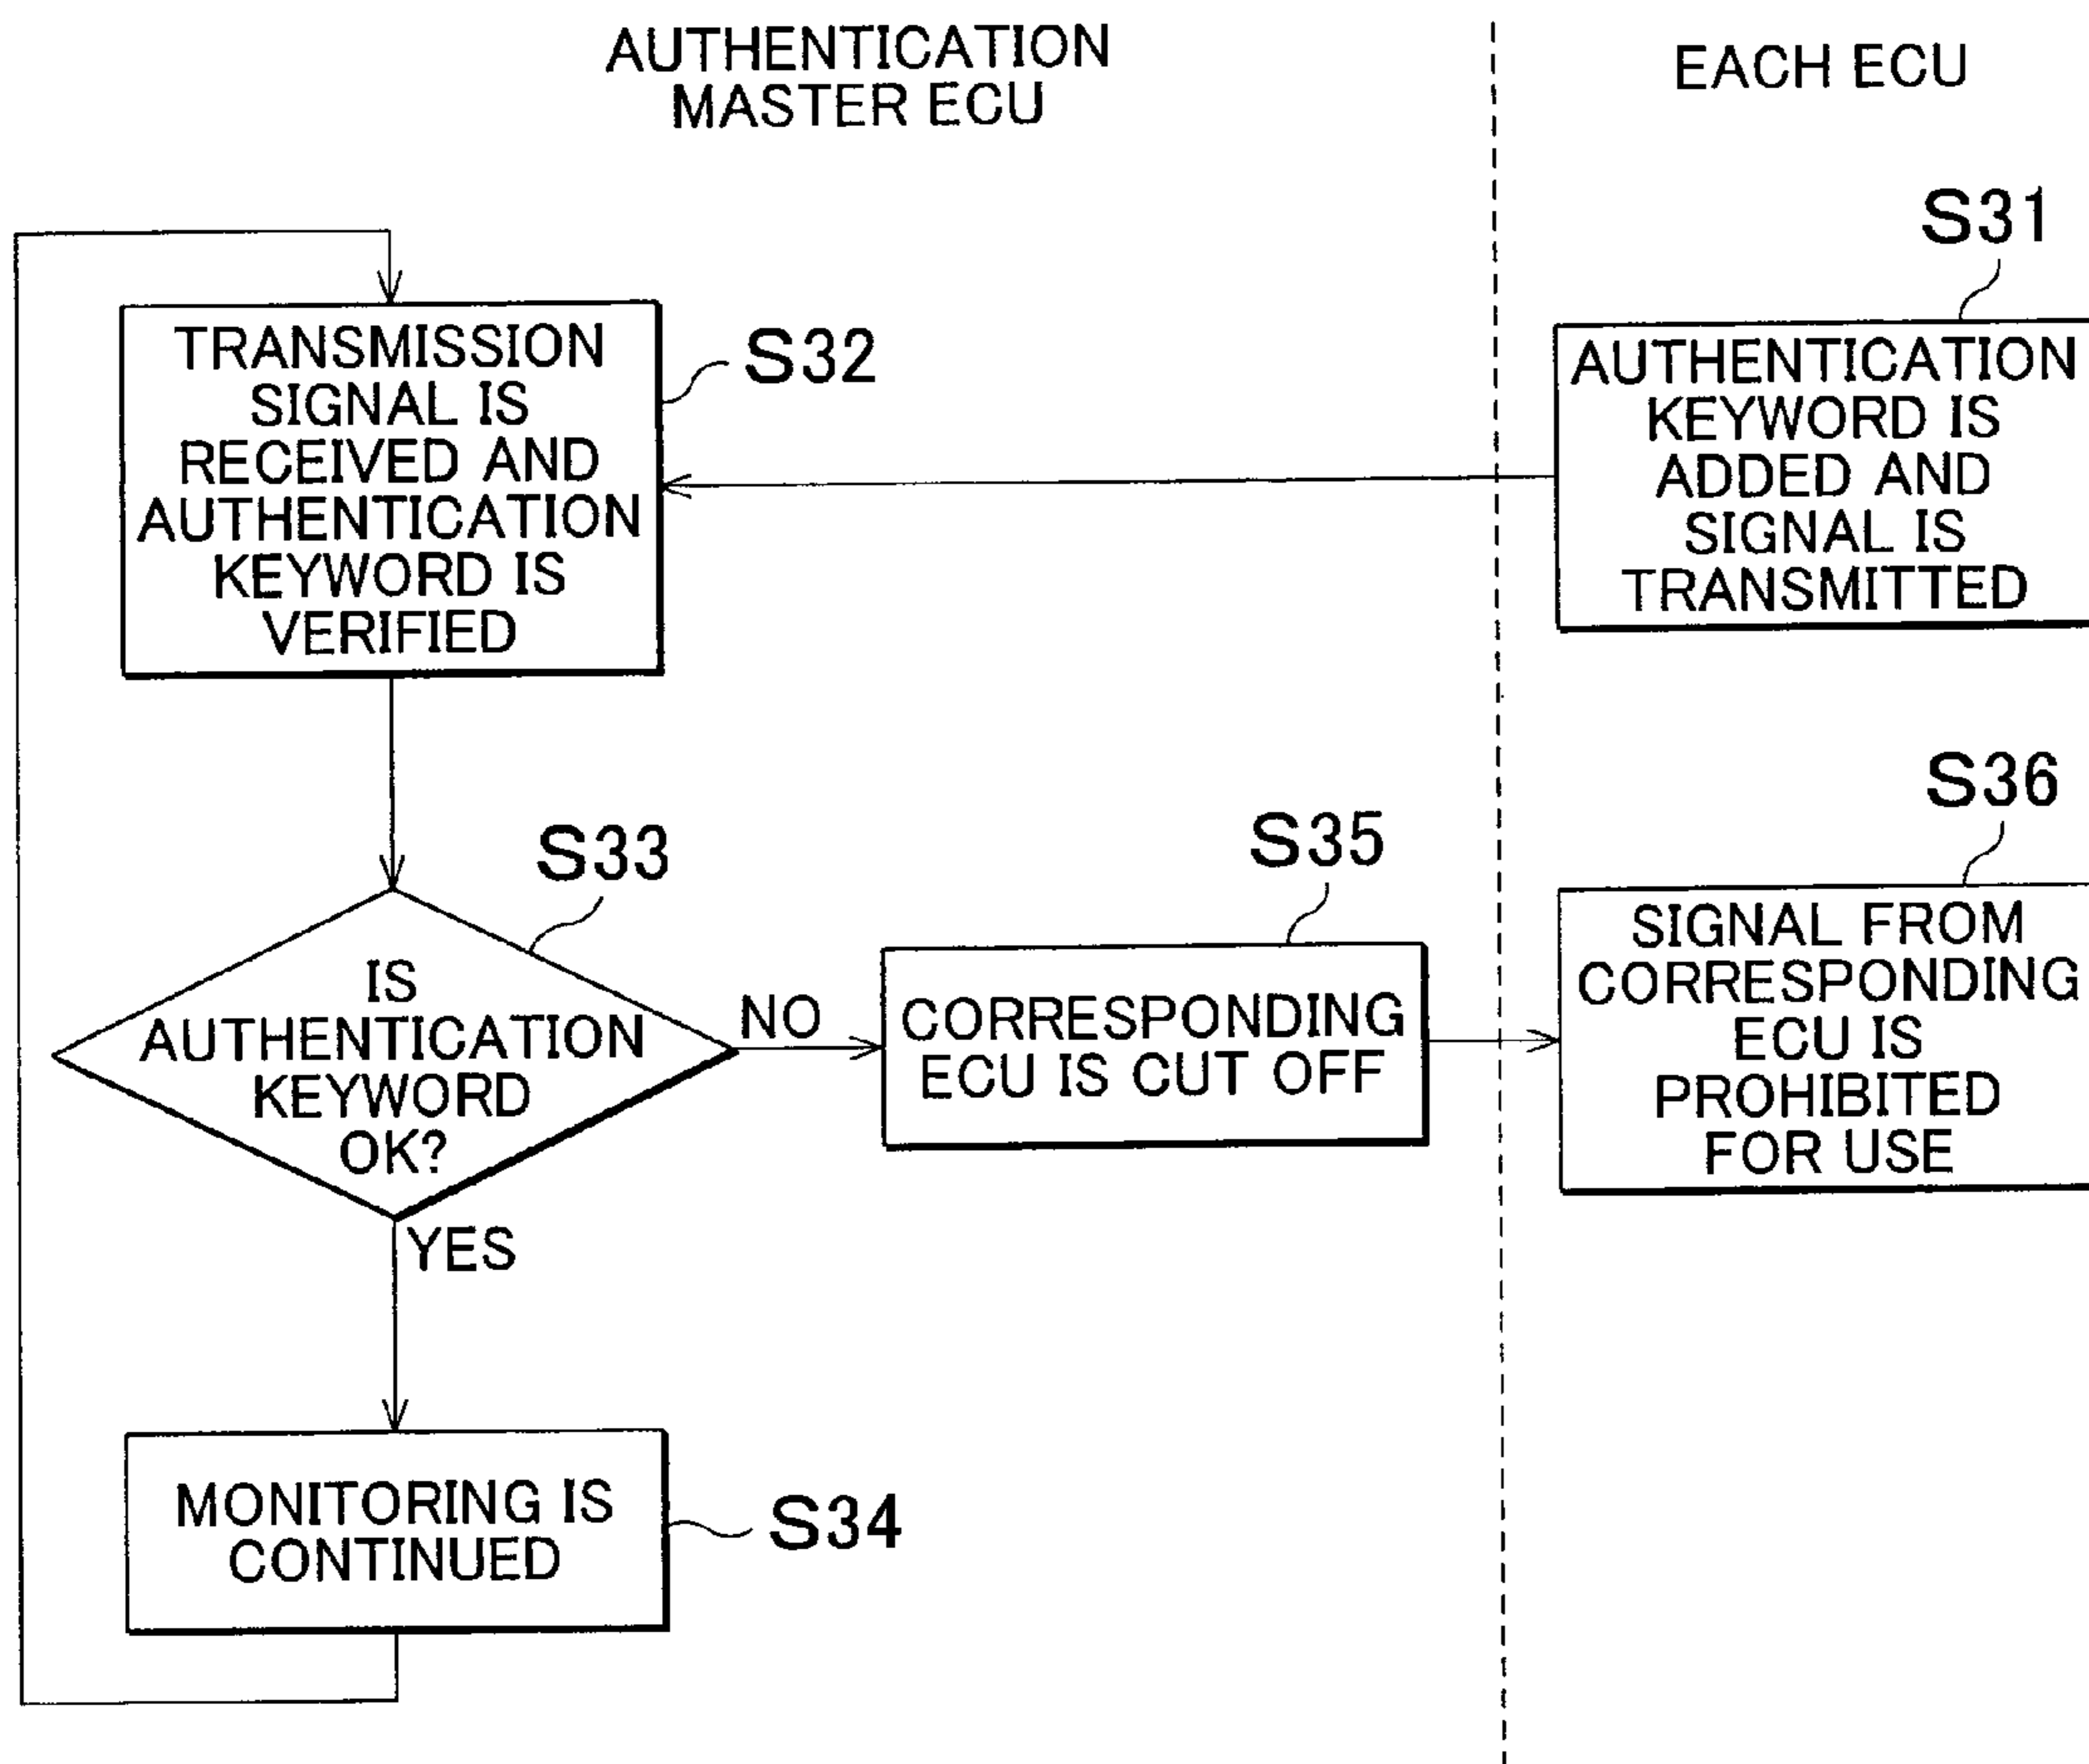 AUTHENTICATION
MASTER ECU
EACH ECU
S31
TRANSMISSION
SIGNAL IS
RECEIVED AND
AUTHENTICATION
KEYWORD IS
VERIFIED
S32
AUTHENTICATION
KEYWORD IS
ADDED AND
SIGNAL IS
TRANSMITTED
S33
IS
AUTHENTICATION
KEYWORD
OK?
NO
YES
S35
CORRESPONDING
ECU IS CUT OFF
S36
SIGNAL FROM
CORRESPONDING
ECU IS
PROHIBITED
FOR USE
MONITORING IS
CONTINUED
S34